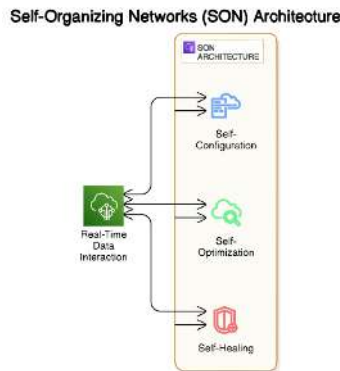 Self-Organizing Networks (SON) Architecture
SON
ARCHITECTURE
Self-
Configuration
Real-Time
Data
Interaction
Self-
Optimization
Self-Healing